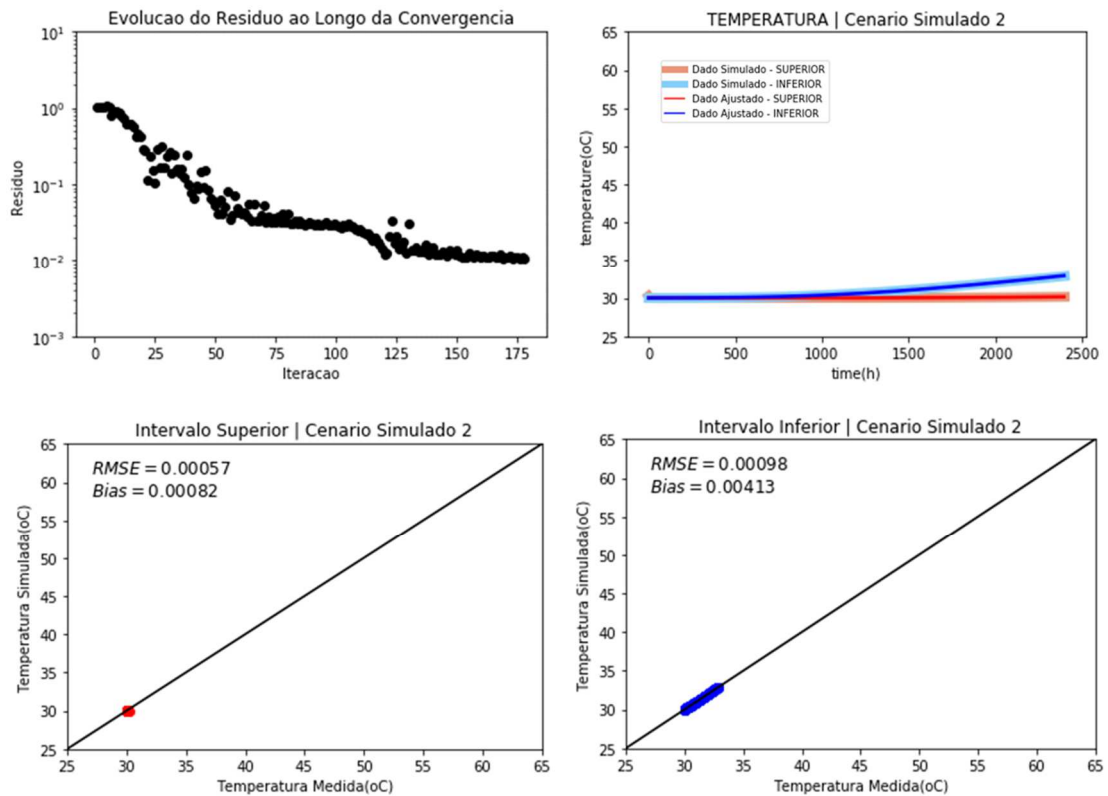 Evolucao do Residuo ao Longo da Convergencia
10^1
10^0
10^-1
10^-2
10^-3
Residuo
0 25 50 75 100 125 150 175
Iteracao
TEMPERATURA | Cenario Simulado 2
65
60
55
50
45
40
35
30
25
temperature(oC)
Dado Simulado - SUPERIOR
Dado Simulado - INFERIOR
Dado Ajustado - SUPERIOR
Dado Ajustado - INFERIOR
0 500 1000 1500 2000 2500
time(h)
Intervalo Superior | Cenario Simulado 2
RMSE = 0.00057
Bias = 0.00082
65
60
55
50
45
40
35
30
25
Temperatura Simulada(oC)
25 30 35 40 45 50 55 60 65
Temperatura Medida(oC)
Intervalo Inferior | Cenario Simulado 2
RMSE = 0.00098
Bias = 0.00413
65
60
55
50
45
40
35
30
25
Temperatura Simulada(oC)
25 30 35 40 45 50 55 60 65
Temperatura Medida(oC)